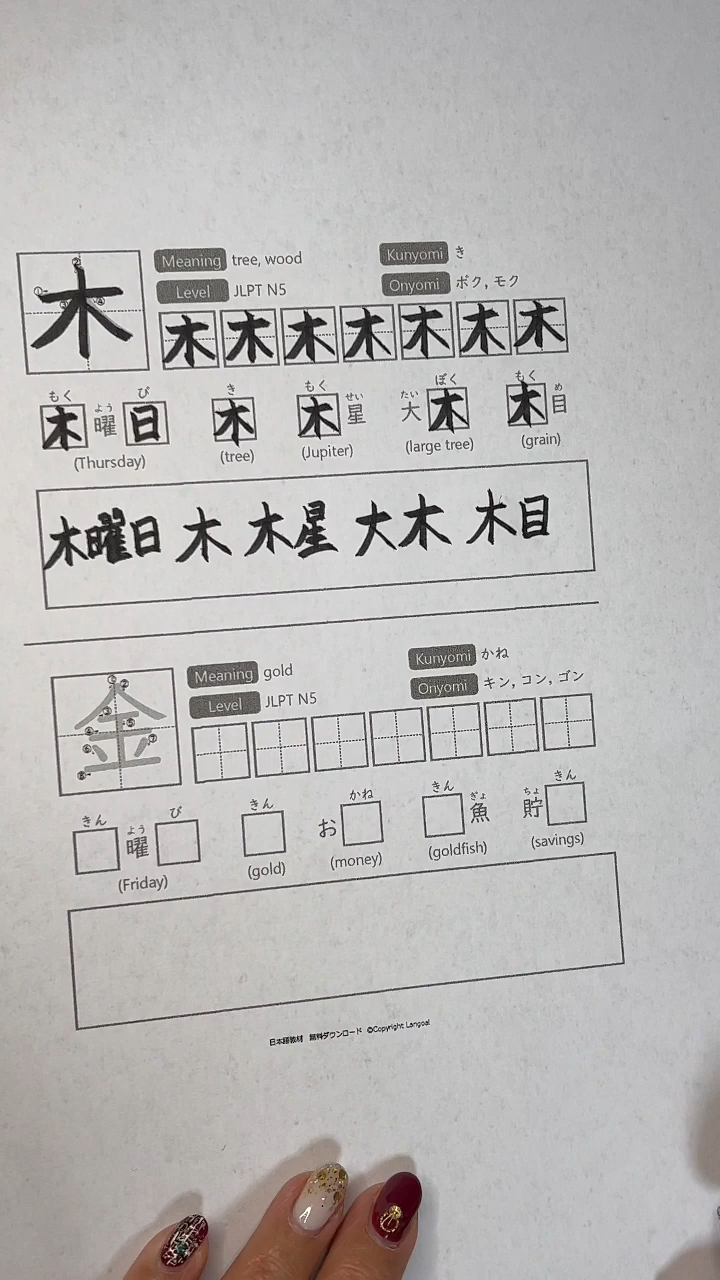 木 Meaning tree, wood Kunyomi き
Level JLPT N5 Onyomi ボク, モク
木 木 木 木 木 木 木
もく よう び き もく せい たい ぼく もく め
木曜日 木 木星 大木 木目
(Thursday) (tree) (Jupiter) (large tree) (grain)
木曜日 木 木星 大木 木目
金 Meaning gold Kunyomi かね
Level JLPT N5 Onyomi キン, コン, ゴン
きん よう び きん かね きん ぎょ ちょ きん
曜 お 魚 貯
(Friday) (gold) (money) (goldfish) (savings)
日本語教材 無料ダウンロード ©Copyright Langoal